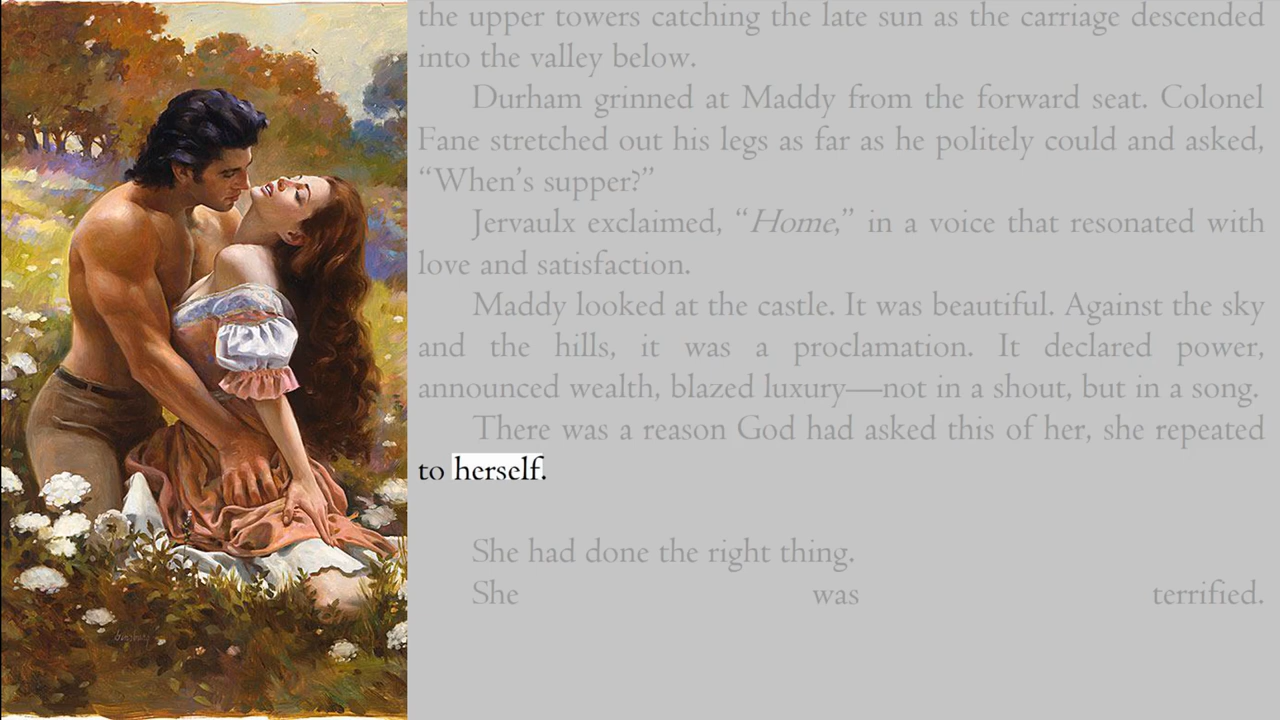 the upper towers catching the late sun as the carriage descended
into the valley below.
Durham grinned at Maddy from the forward seat. Colonel
Fane stretched out his legs as far as he politely could and asked,
“When’s supper?”
Jervaulx exclaimed, “Home,” in a voice that resonated with
love and satisfaction.
Maddy looked at the castle. It was beautiful. Against the sky
and the hills, it was a proclamation. It declared power,
announced wealth, blazed luxury—not in a shout, but in a song.
There was a reason God had asked this of her, she repeated
to herself.
She had done the right thing.
She was terrified.